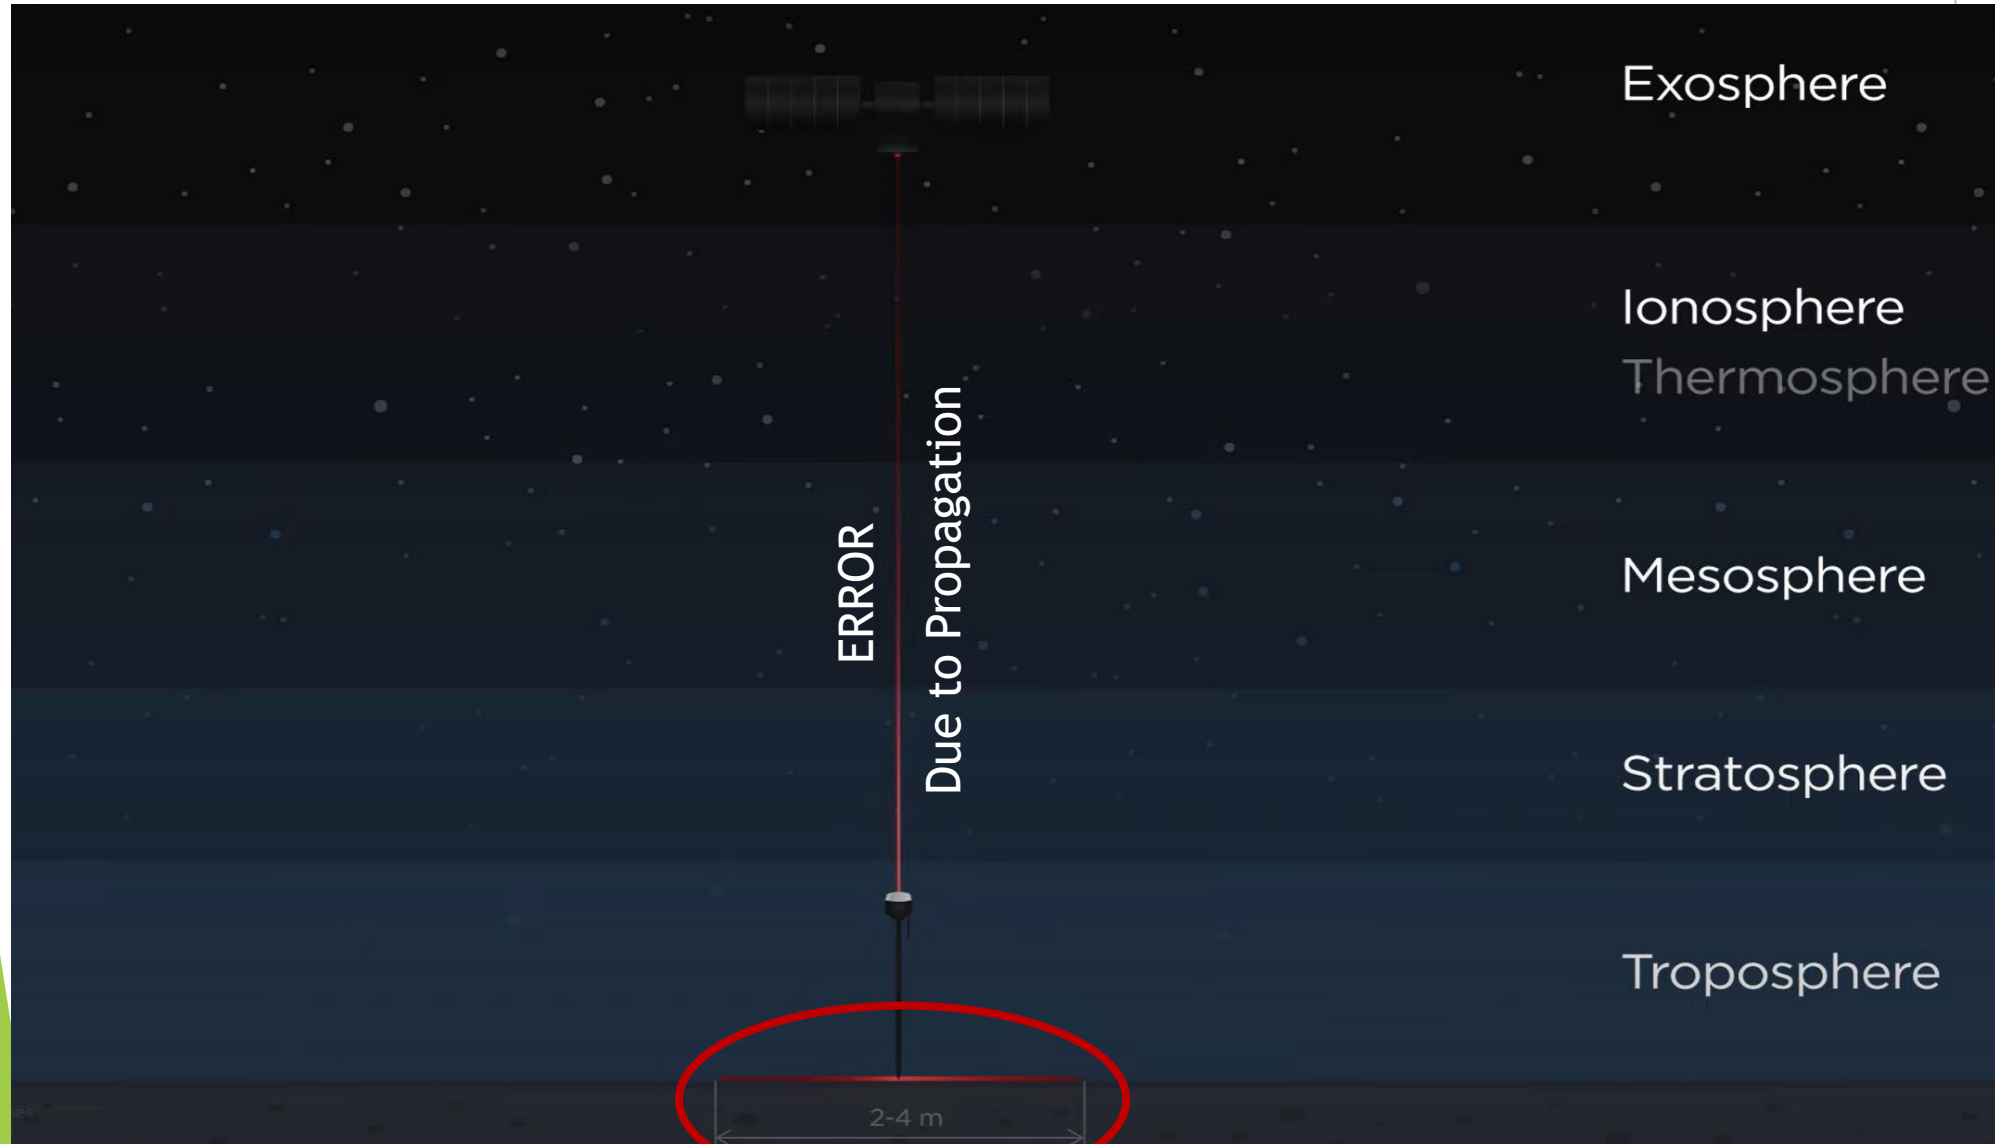 Exosphere
Ionosphere
Thermosphere
ERROR
Due to Propagation
Mesosphere
Stratosphere
Troposphere
2-4 m